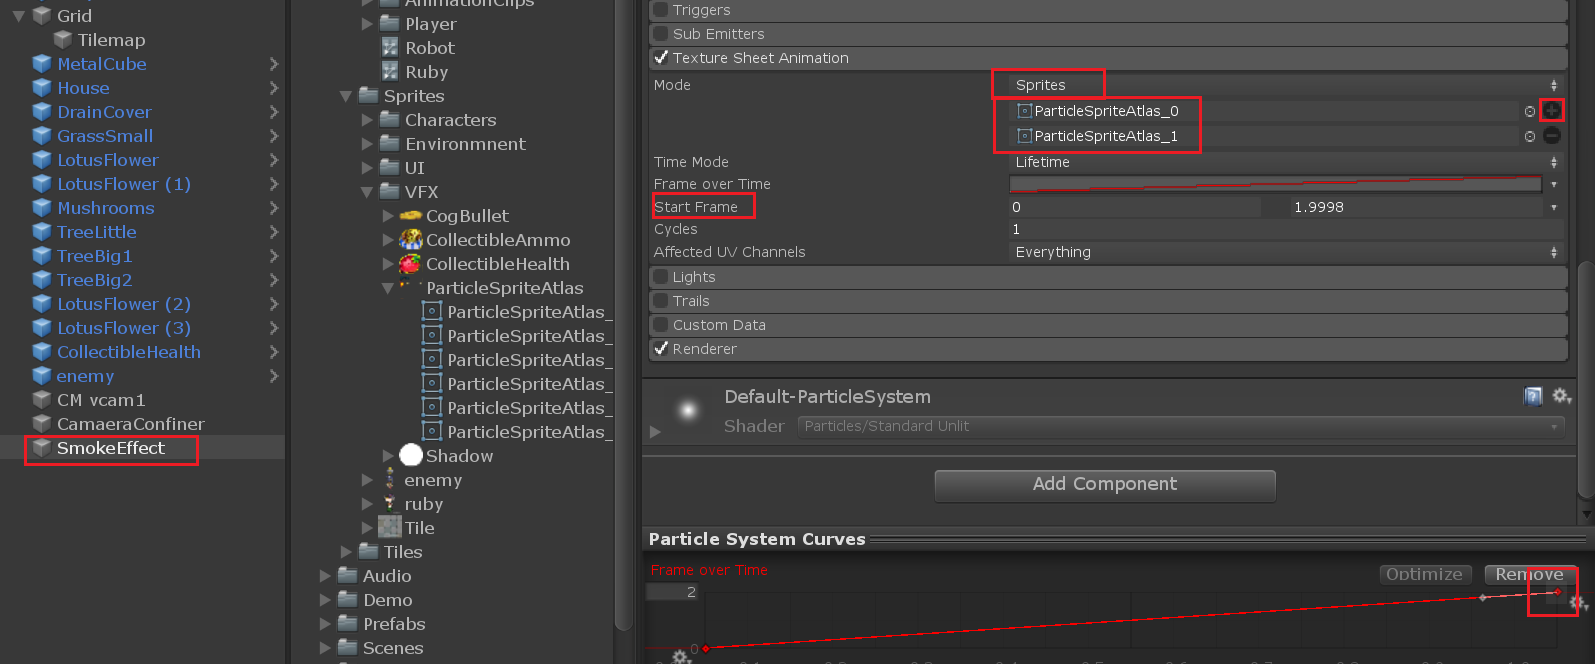 Grid
Tilemap
MetalCube
House
DrainCover
GrassSmall
LotusFlower
LotusFlower (1)
Mushrooms
TreeLittle
TreeBig1
TreeBig2
LotusFlower (2)
LotusFlower (3)
CollectibleHealth
enemy
CM vcam1
CamaeraConfiner
SmokeEffect
AnimationClips
Player
Robot
Ruby
Sprites
Characters
Environmnent
UI
VFX
CogBullet
CollectibleAmmo
CollectibleHealth
ParticleSpriteAtlas
ParticleSpriteAtlas_
ParticleSpriteAtlas_
ParticleSpriteAtlas_
ParticleSpriteAtlas_
ParticleSpriteAtlas_
ParticleSpriteAtlas_
Shadow
enemy
ruby
Tile
Tiles
Audio
Demo
Prefabs
Scenes
Triggers
Sub Emitters
Texture Sheet Animation
Mode Sprites
ParticleSpriteAtlas_0
ParticleSpriteAtlas_1
Time Mode Lifetime
Frame over Time
Start Frame 0 1.9998
Cycles 1
Affected UV Channels Everything
Lights
Trails
Custom Data
Renderer
Default-ParticleSystem
Shader Particles/Standard Unlit
Add Component
Particle System Curves
Frame over Time
Optimize Remove
2
0